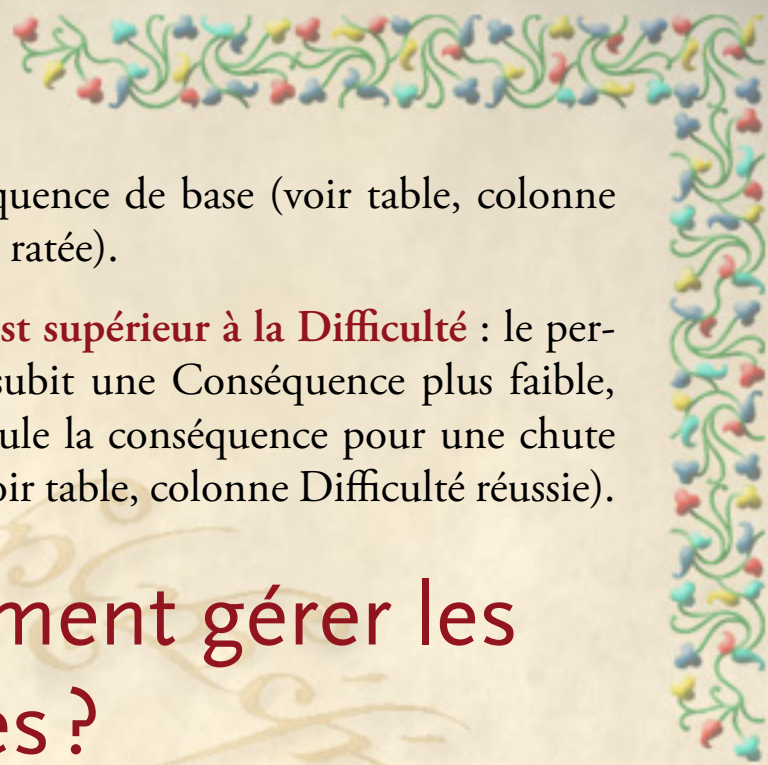 quence de base (voir table, colonne
ratée).
st supérieur à la Difficulté : le per-
subit une Conséquence plus faible,
ule la conséquence pour une chute
oir table, colonne Difficulté réussie).
ment gérer les
es ?